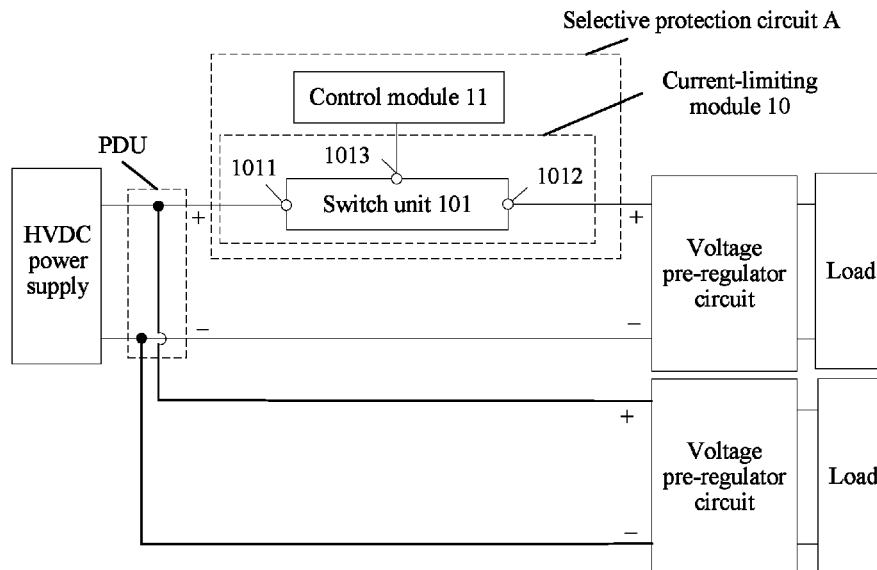 Selective protection circuit A
Control module 11
Current-limiting
module 10
PDU
1013
1011
1012
Switch unit 101
HVDC
power
supply
+
+
Voltage
pre-regulator
circuit
Load
−
−
+
Voltage
pre-regulator
circuit
Load
−